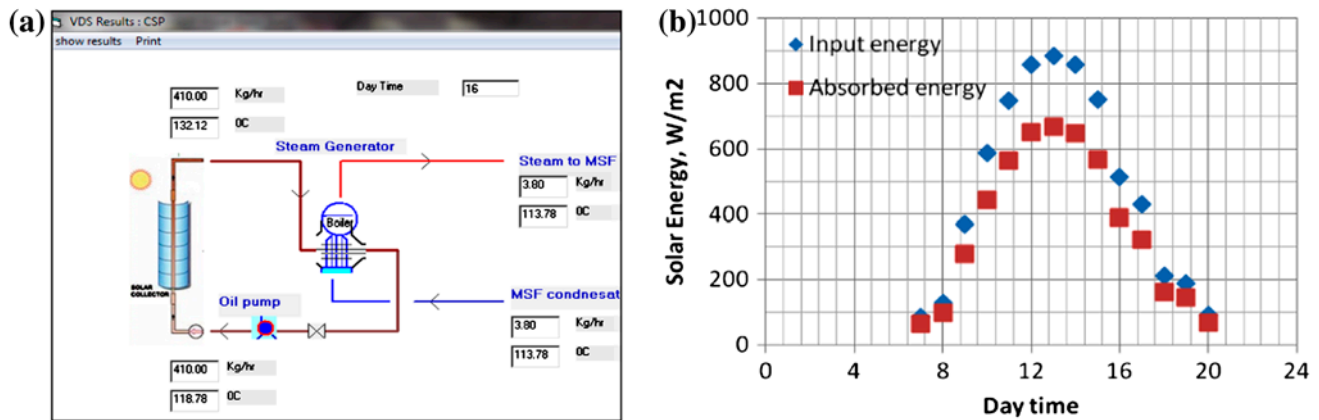 (a)
VDS Results : CSP
show results Print
410.00 Kg/hr
Day Time 16
132.12 0C
Steam Generator
Steam to MSF
3.80 Kg/hr
113.78 0C
Boiler
SOLAR
COLLECTOR
Oil pump
MSF condnesat
3.80 Kg/hr
113.78 0C
410.00 Kg/hr
118.78 0C
(b)
Solar Energy, W/m2
1000
800
600
400
200
0
Input energy
Absorbed energy
0 4 8 12 16 20 24
Day time